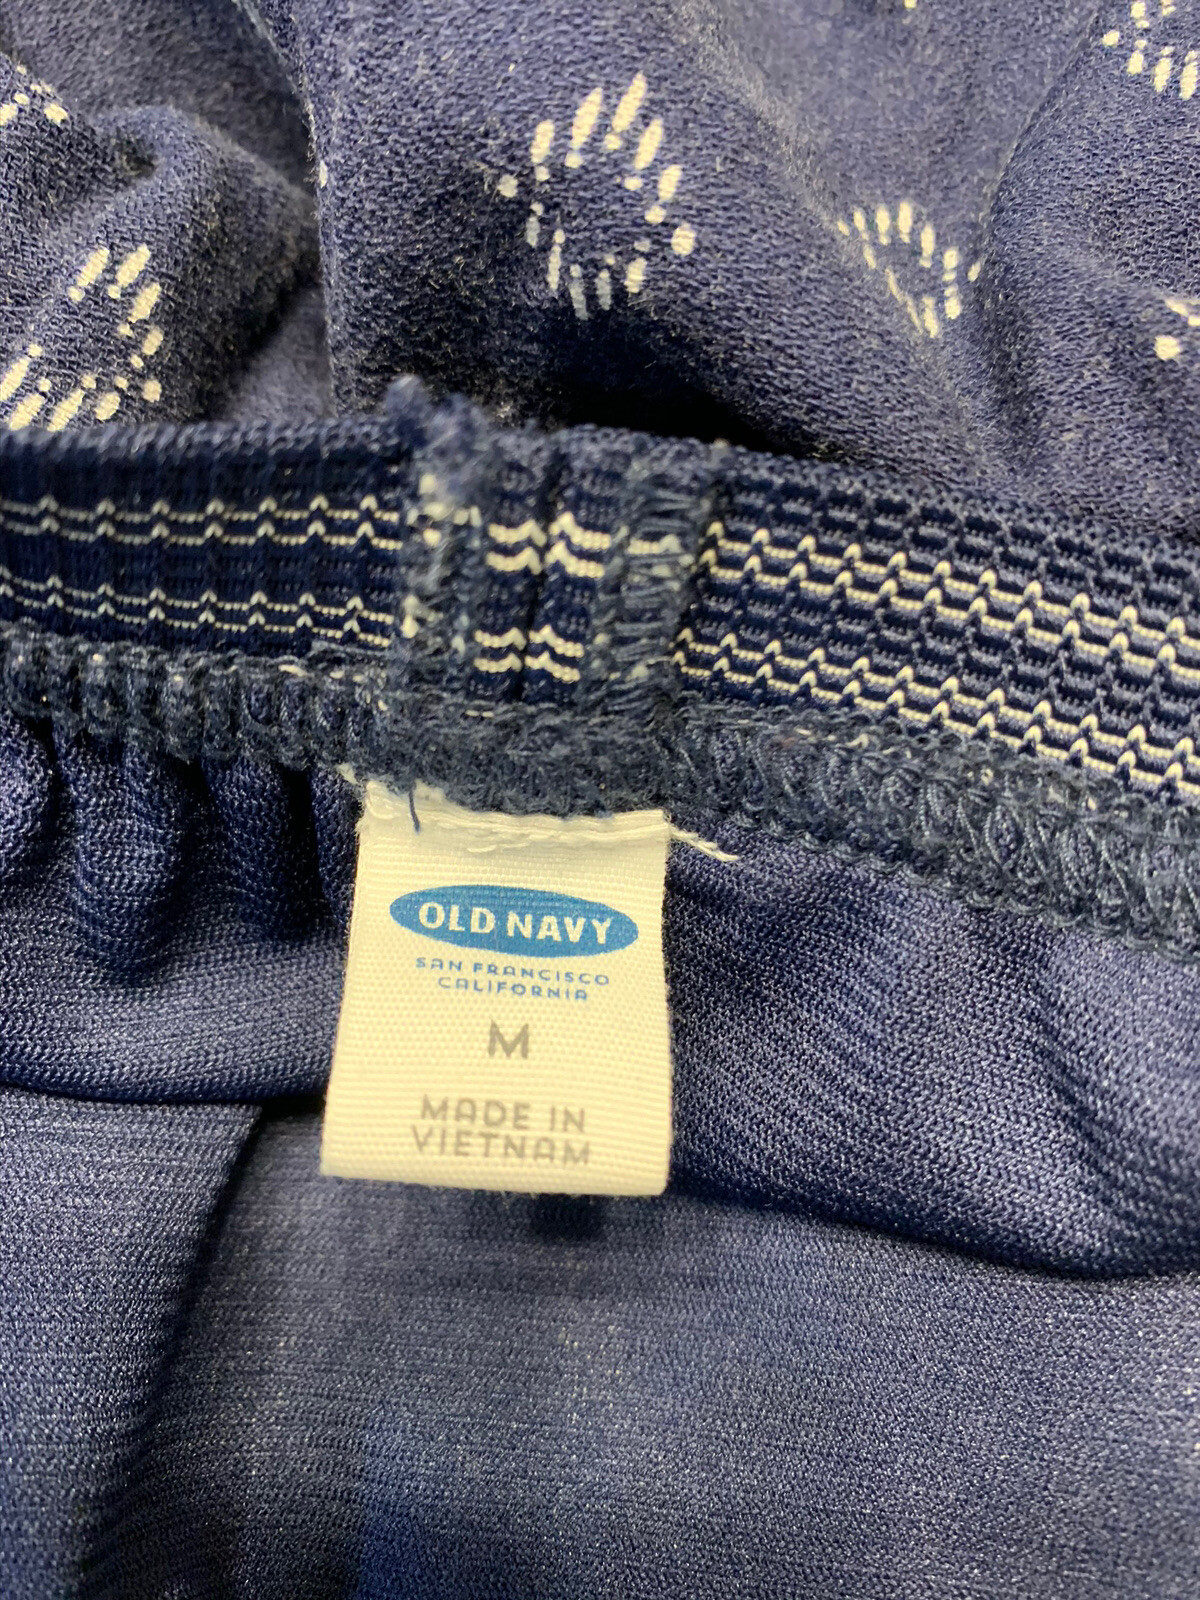 OLD NAVY
SAN FRANCISCO
CALIFORNIA
M
MADE IN
VIETNAM